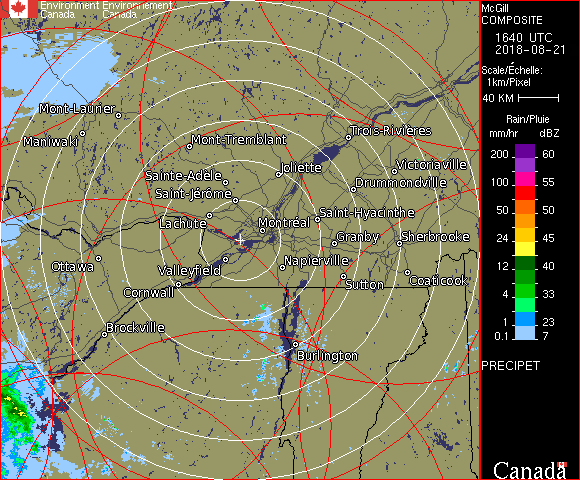 Environment Environnement
Canada Canada
McGill
COMPOSITE
1640 UTC
2018-08-21
Scale/Échelle:
1km/Pixel
40 KM
Rain/Pluie
mm/hr dBZ
200 60
100 55
50 50
24 45
12 40
4 33
1 23
0.1 7
PRECIPET
Canada
Mont-Laurier
Maniwaki
Mont-Tremblant
Trois-Rivières
Joliette
Victoriaville
Sainte-Adèle
Drummondville
Saint-Jérôme
Saint-Hyacinthe
Lachute
Montréal
Granby
Sherbrooke
Ottawa
Valleyfield
Napierville
Cornwall
Sutton
Coaticook
Brockville
Burlington